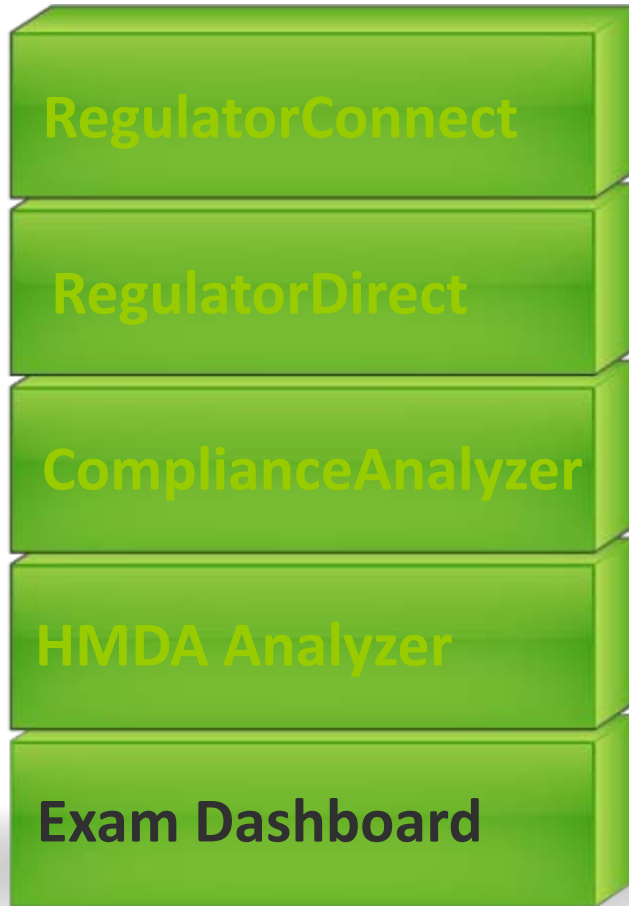 RegulatorConnect
RegulatorDirect
ComplianceAnalyzer
HMDA Analyzer
Exam Dashboard